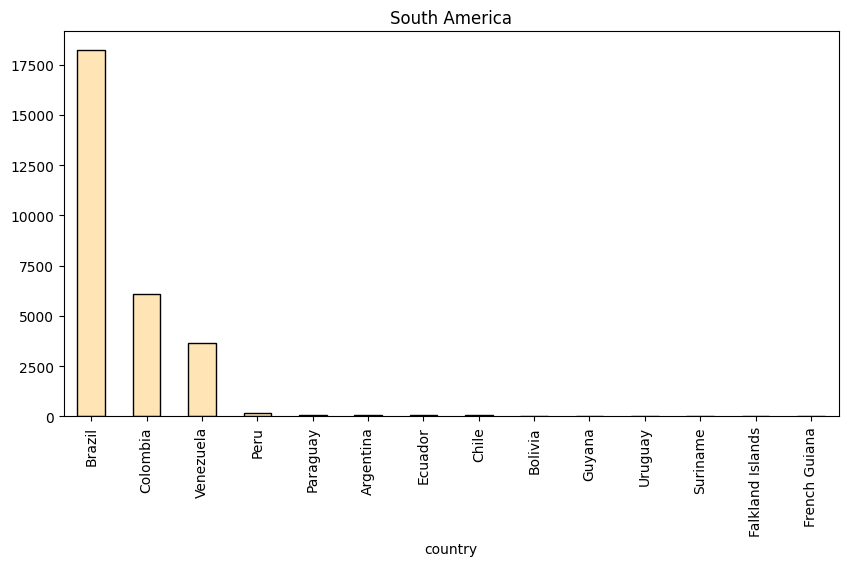 South America
17500
15000
12500
10000
7500
5000
2500
0
Brazil
Colombia
Venezuela
Peru
Paraguay
Argentina
Ecuador
Chile
Bolivia
Guyana
Uruguay
Suriname
Falkland Islands
French Guiana
country